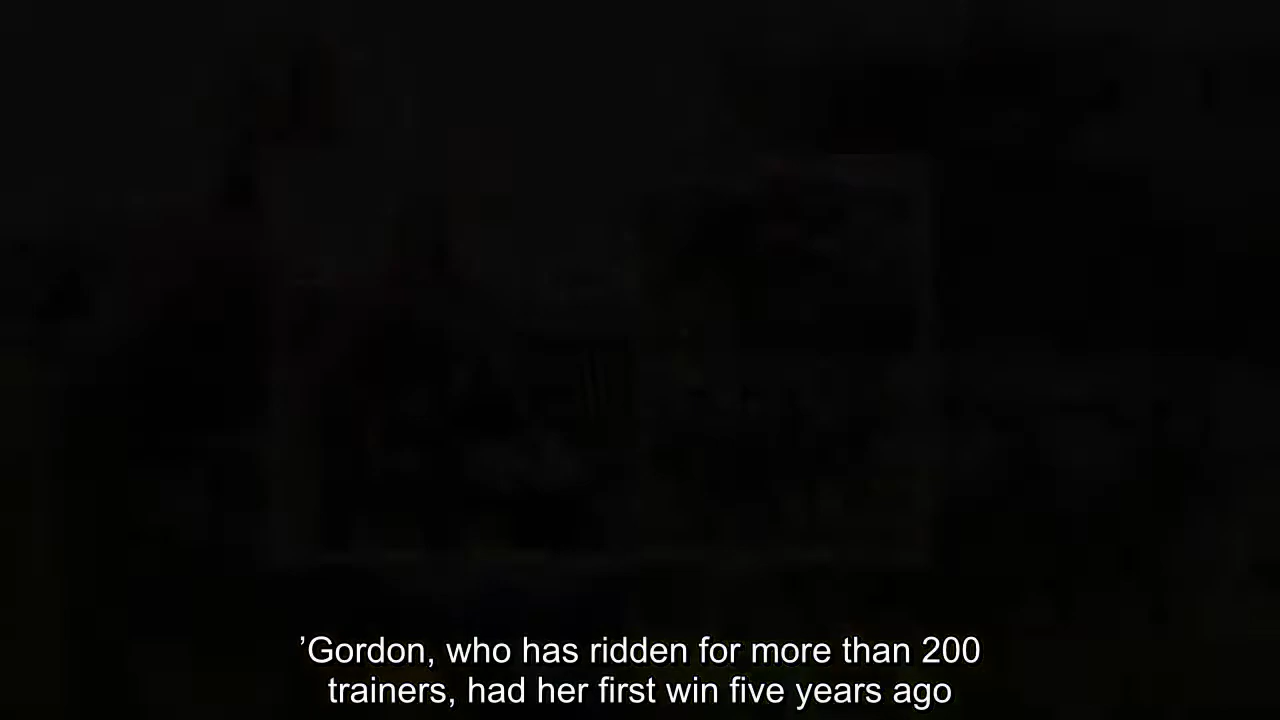 ’Gordon, who has ridden for more than 200
trainers, had her first win five years ago